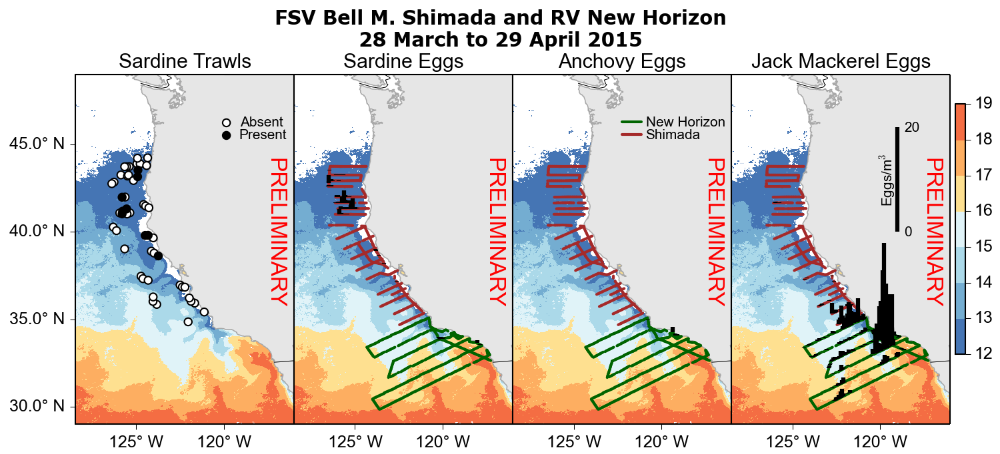 FSV Bell M. Shimada and RV New Horizon
28 March to 29 April 2015
Sardine Trawls
Sardine Eggs
Anchovy Eggs
Jack Mackerel Eggs
Absent
Present
PRELIMINARY
PRELIMINARY
New Horizon
Shimada
PRELIMINARY
20
Eggs/m³
0
PRELIMINARY
45.0° N
40.0° N
35.0° N
30.0° N
125° W
120° W
125° W
120° W
125° W
120° W
125° W
120° W
19
18
17
16
15
14
13
12